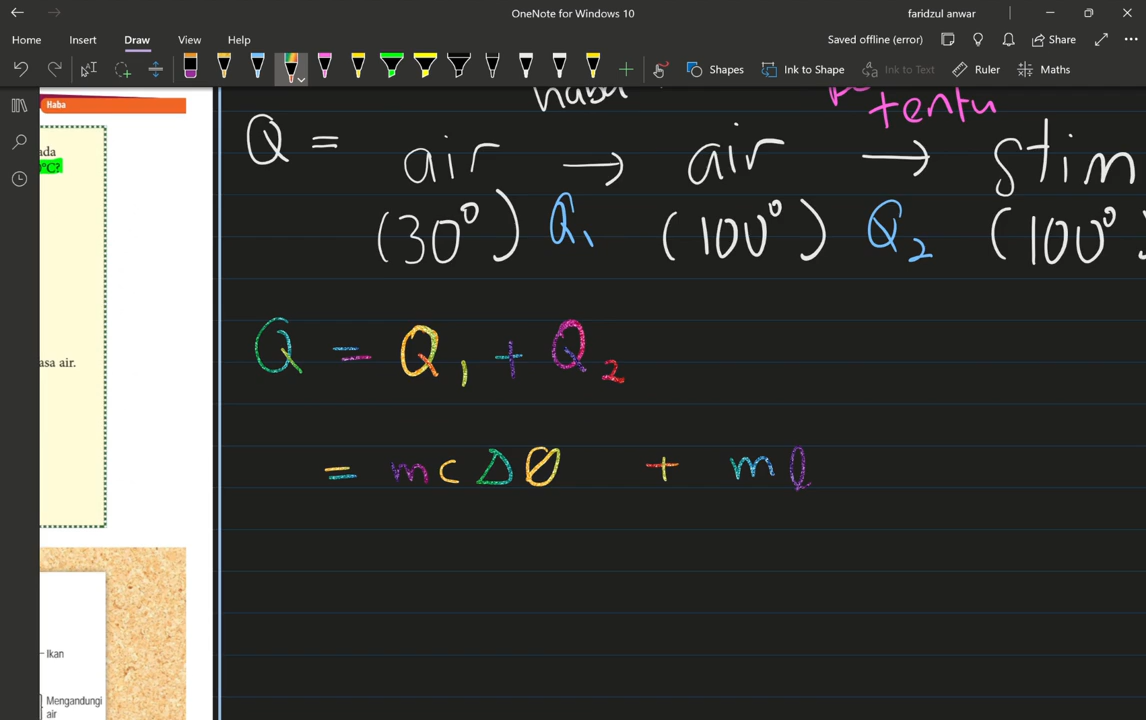 OneNote for Windows 10
faridzul anwar
Home Insert Draw View Help
Saved offline (error)
Share
Shapes Ink to Shape Ink to Text Ruler Maths
Haba
ada
°C?
asa air.
Ikan
Mengandungi
air
haba
tentu
Q = air → air → stim
(30°) Q₁ (100°) Q₂ (100°)
Q = Q₁ + Q₂
= mcΔθ + mℓ